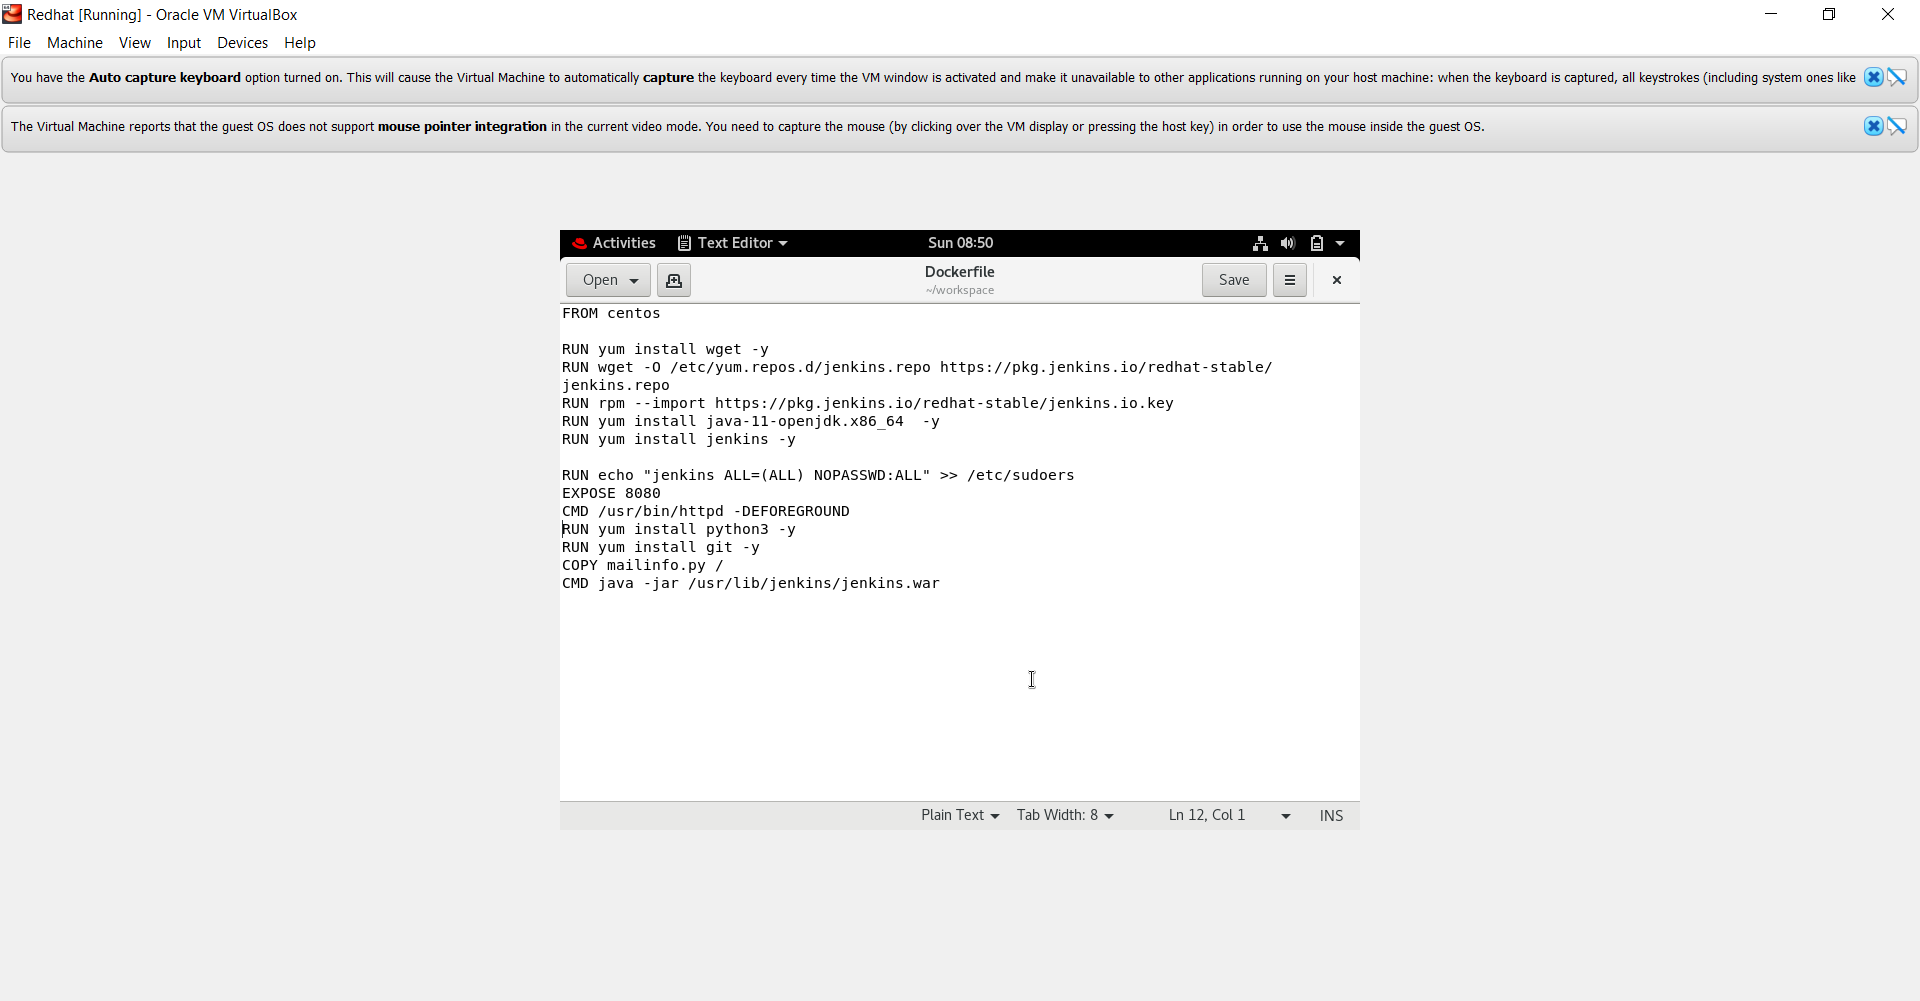 Redhat [Running] - Oracle VM VirtualBox
File Machine View Input Devices Help
You have the Auto capture keyboard option turned on. This will cause the Virtual Machine to automatically capture the keyboard every time the VM window is activated and make it unavailable to other applications running on your host machine: when the keyboard is captured, all keystrokes (including system ones like
The Virtual Machine reports that the guest OS does not support mouse pointer integration in the current video mode. You need to capture the mouse (by clicking over the VM display or pressing the host key) in order to use the mouse inside the guest OS.
Activities Text Editor Sun 08:50
Open Dockerfile Save
~/workspace
FROM centos
RUN yum install wget -y
RUN wget -O /etc/yum.repos.d/jenkins.repo https://pkg.jenkins.io/redhat-stable/
jenkins.repo
RUN rpm --import https://pkg.jenkins.io/redhat-stable/jenkins.io.key
RUN yum install java-11-openjdk.x86_64  -y
RUN yum install jenkins -y
RUN echo "jenkins ALL=(ALL) NOPASSWD:ALL" >> /etc/sudoers
EXPOSE 8080
CMD /usr/bin/httpd -DEFOREGROUND
RUN yum install python3 -y
RUN yum install git -y
COPY mailinfo.py /
CMD java -jar /usr/lib/jenkins/jenkins.war
Plain Text Tab Width: 8 Ln 12, Col 1 INS